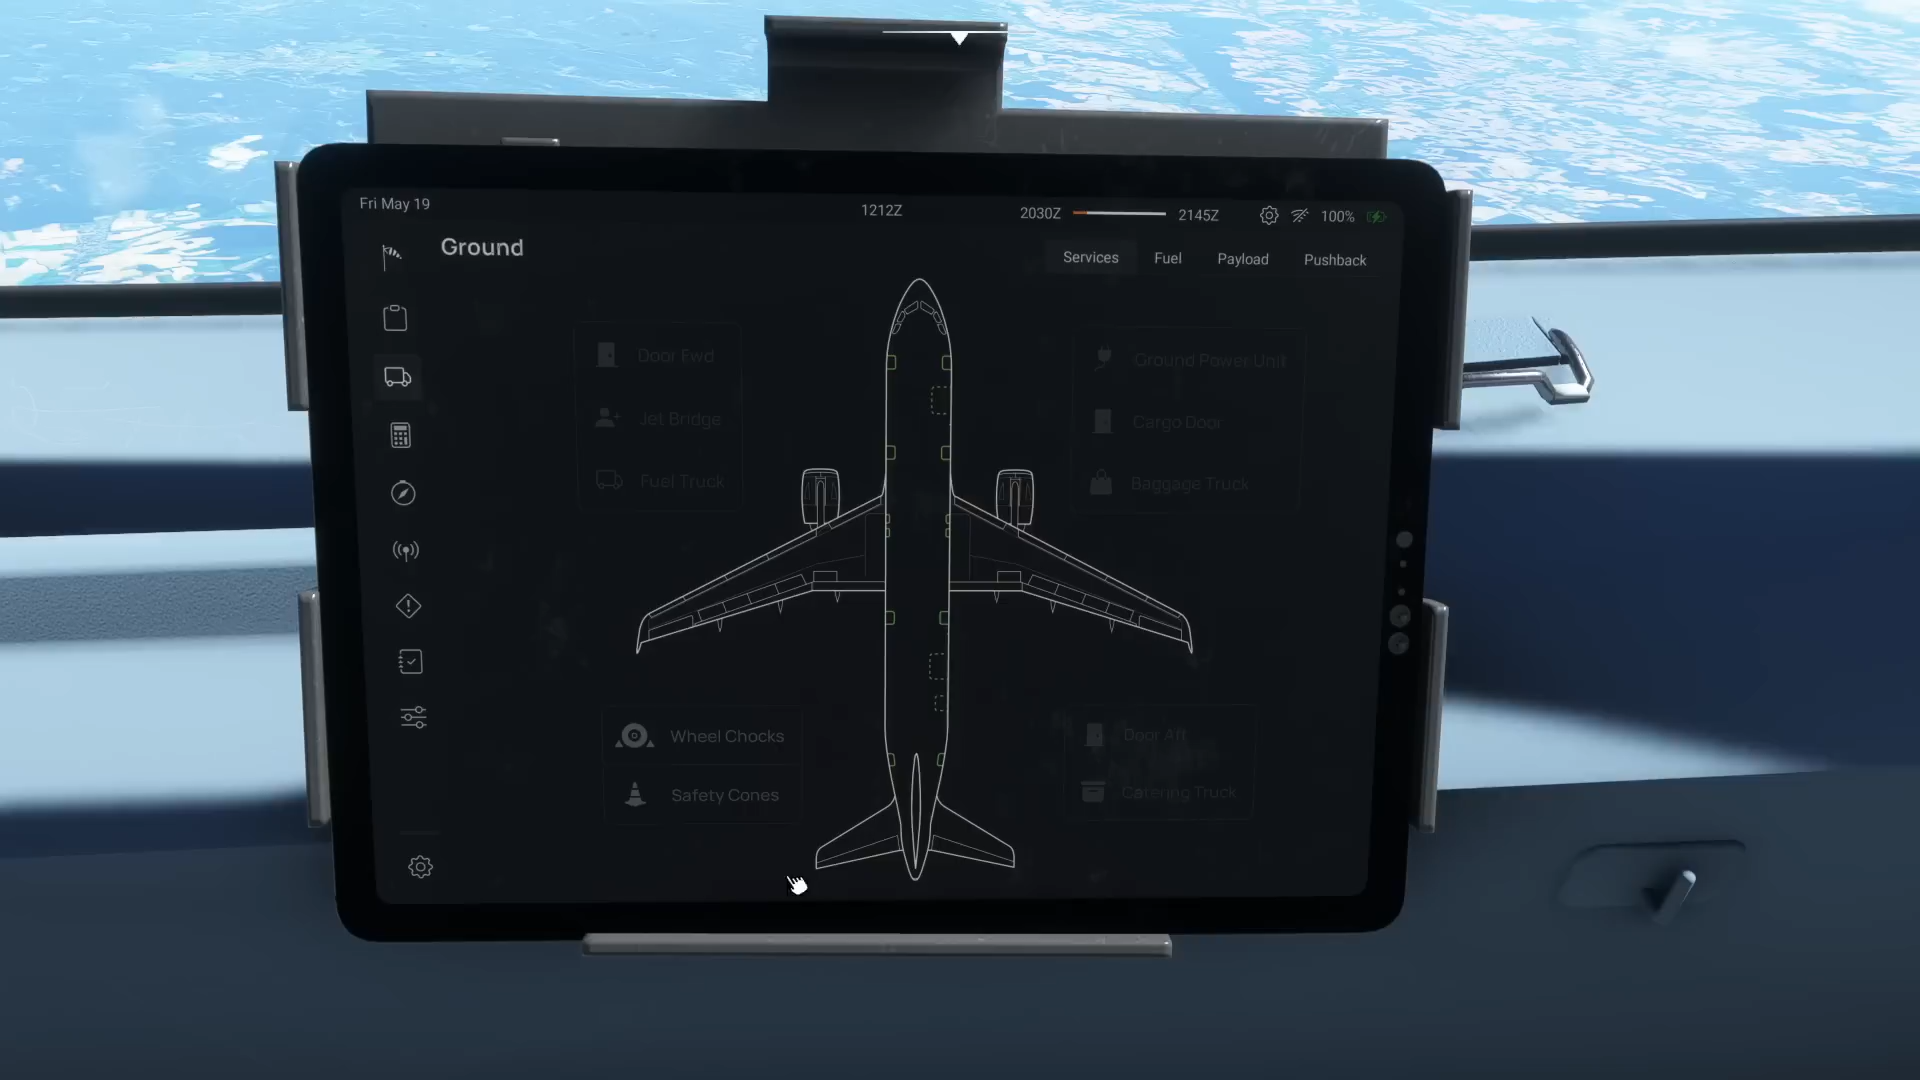 Fri May 19
1212Z
2030Z
2145Z
100%
Ground
Services
Fuel
Payload
Pushback
Door Fwd
Jet Bridge
Fuel Truck
Ground Power Unit
Cargo Door
Baggage Truck
Wheel Chocks
Safety Cones
Door Aft
Catering Truck